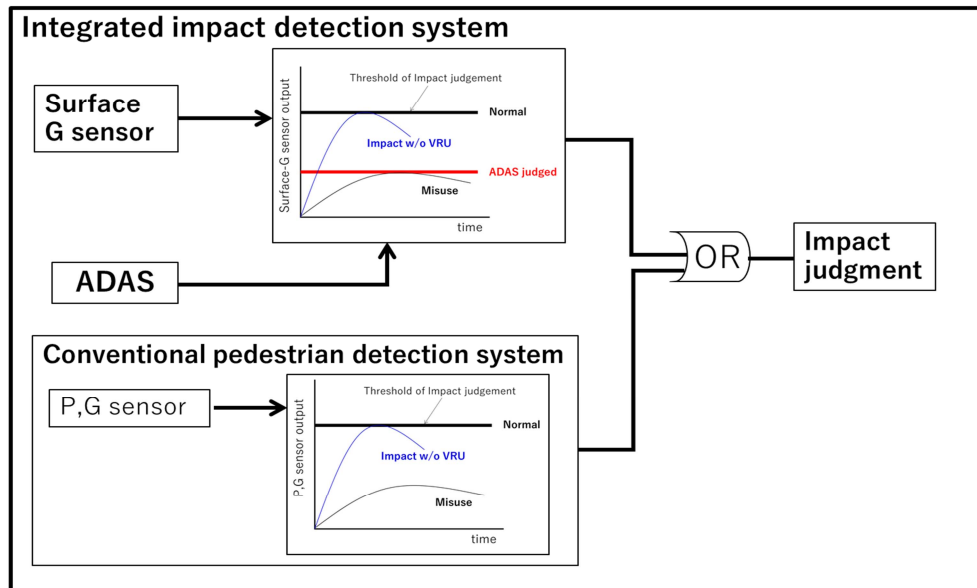 Integrated impact detection system
Surface
G sensor
Surface-G sensor output
Threshold of Impact judgement
Normal
Impact w/o VRU
ADAS judged
Misuse
time
ADAS
OR
Impact
judgment
Conventional pedestrian detection system
P,G sensor
P,G sensor output
Threshold of Impact judgement
Normal
Impact w/o VRU
Misuse
time